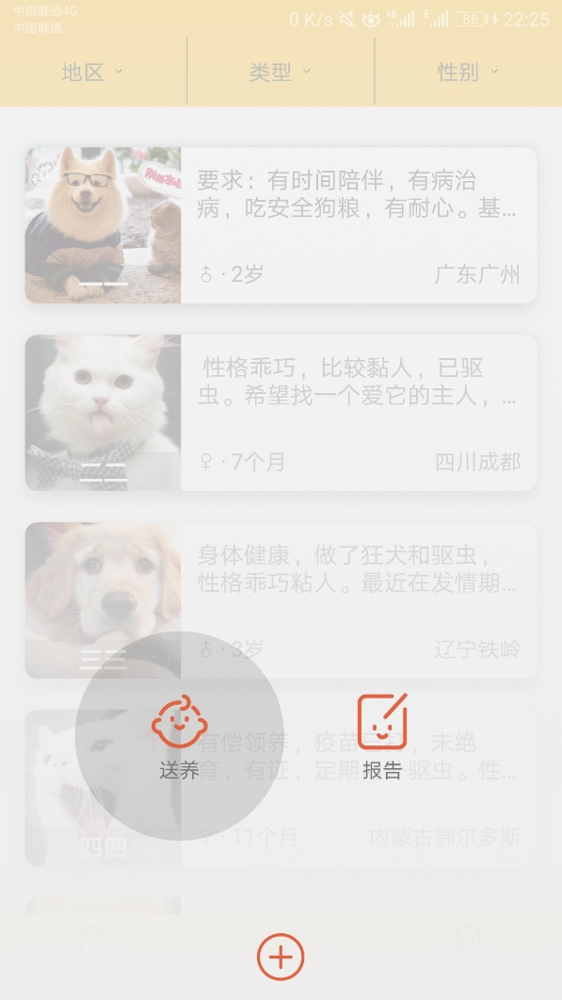 中国联通4G
中国联通
0 K/s 4G E 86 22:25
地区
类型
性别
要求：有时间陪伴，有病治
病，吃安全狗粮，有耐心。基...
一一
♂ · 2岁
广东广州
性格乖巧，比较黏人，已驱
虫。希望找一个爱它的主人，...
二二
♀ · 7个月
四川成都
身体健康，做了狂犬和驱虫，
性格乖巧粘人。最近在发情期...
三三
♂ · 3岁
辽宁铁岭
有偿领养，疫苗已打，未绝
育，有证，定期内外驱虫。性...
四四
♀ · 11个月
内蒙古鄂尔多斯
送养
报告